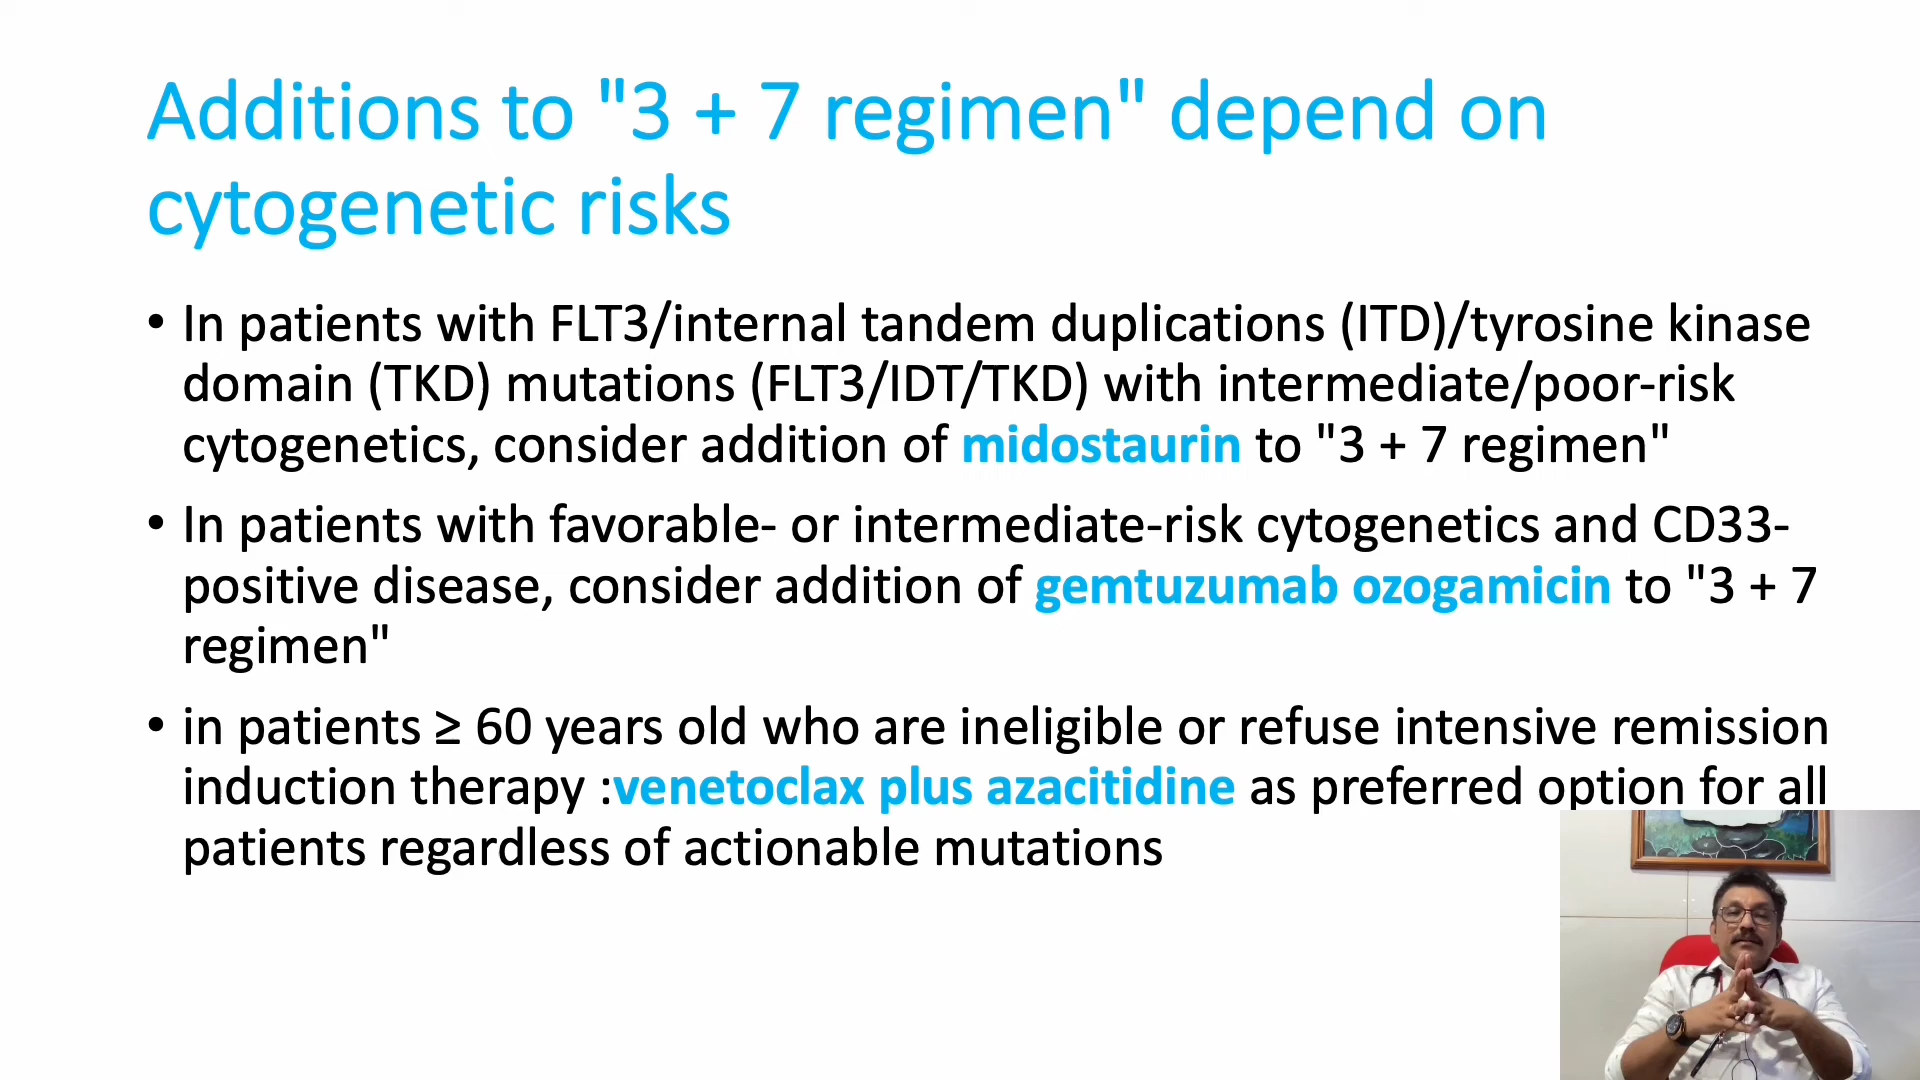 Additions to "3 + 7 regimen" depend on
cytogenetic risks
• In patients with FLT3/internal tandem duplications (ITD)/tyrosine kinase
domain (TKD) mutations (FLT3/IDT/TKD) with intermediate/poor-risk
cytogenetics, consider addition of midostaurin to "3 + 7 regimen"
• In patients with favorable- or intermediate-risk cytogenetics and CD33-
positive disease, consider addition of gemtuzumab ozogamicin to "3 + 7
regimen"
• in patients ≥ 60 years old who are ineligible or refuse intensive remission
induction therapy :venetoclax plus azacitidine as preferred option for all
patients regardless of actionable mutations